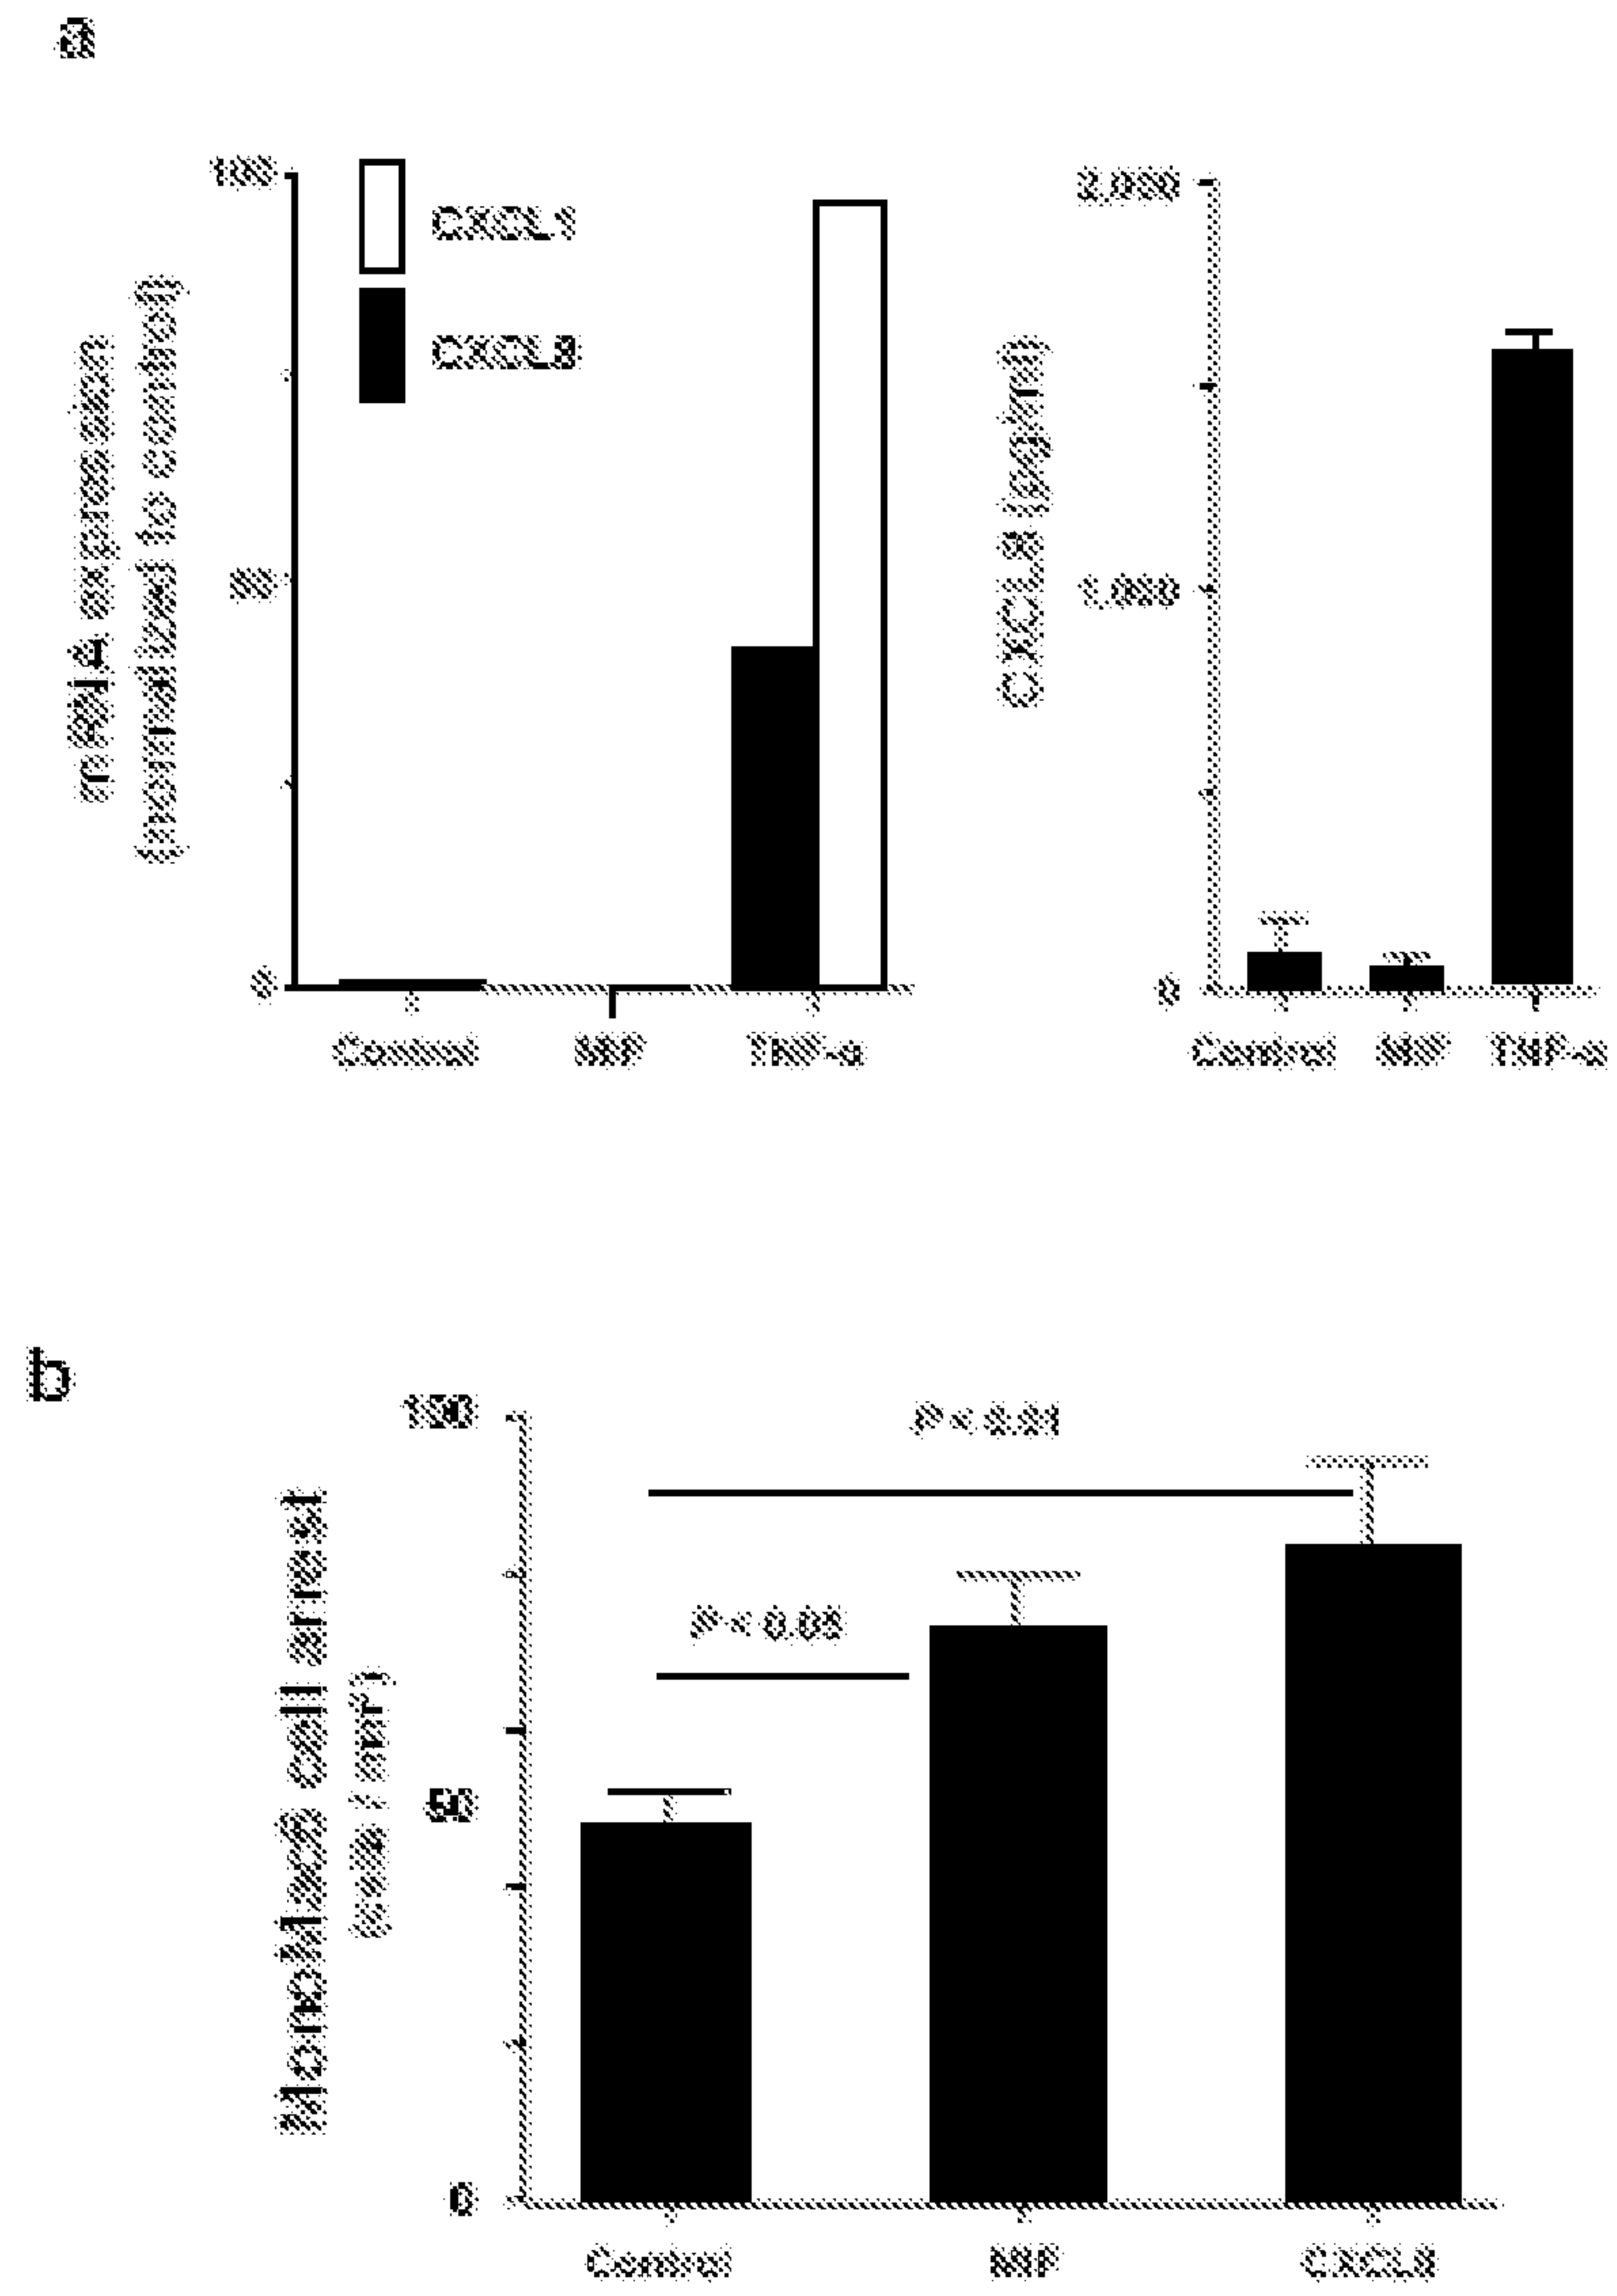 a
100
CXCL1
CXCL8
mRNA expression
(normalized to control)
50
0
Control MIF TNF-α
2,000
CXCL8 (pg/ml)
1,000
0
Control MIF TNF-α
b
100
P < 0.01
Monocyte cell arrest
P < 0.05
50
0
Control MIF CXCL8